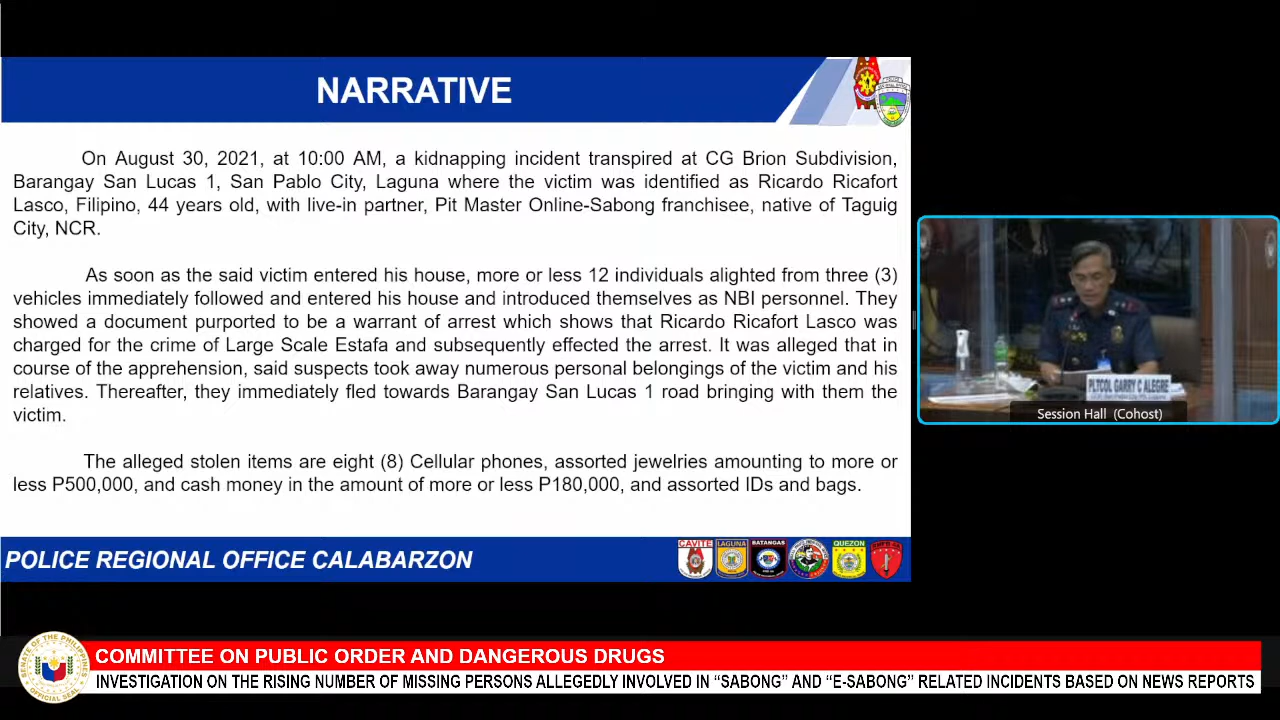 NARRATIVE
On August 30, 2021, at 10:00 AM, a kidnapping incident transpired at CG Brion Subdivision,
Barangay San Lucas 1, San Pablo City, Laguna where the victim was identified as Ricardo Ricafort
Lasco, Filipino, 44 years old, with live-in partner, Pit Master Online-Sabong franchisee, native of Taguig
City, NCR.
As soon as the said victim entered his house, more or less 12 individuals alighted from three (3)
vehicles immediately followed and entered his house and introduced themselves as NBI personnel. They
showed a document purported to be a warrant of arrest which shows that Ricardo Ricafort Lasco was
charged for the crime of Large Scale Estafa and subsequently effected the arrest. It was alleged that in
course of the apprehension, said suspects took away numerous personal belongings of the victim and his
relatives. Thereafter, they immediately fled towards Barangay San Lucas 1 road bringing with them the
victim.
The alleged stolen items are eight (8) Cellular phones, assorted jewelries amounting to more or
less P500,000, and cash money in the amount of more or less P180,000, and assorted IDs and bags.
POLICE REGIONAL OFFICE CALABARZON
CAVITE
LAGUNA
BATANGAS
QUEZON
PLTCOL GARRY C ALEGRE
Session Hall (Cohost)
SENATE OF THE PHILIPPINES
OFFICIAL SEAL
COMMITTEE ON PUBLIC ORDER AND DANGEROUS DRUGS
INVESTIGATION ON THE RISING NUMBER OF MISSING PERSONS ALLEGEDLY INVOLVED IN “SABONG” AND “E-SABONG” RELATED INCIDENTS BASED ON NEWS REPORTS